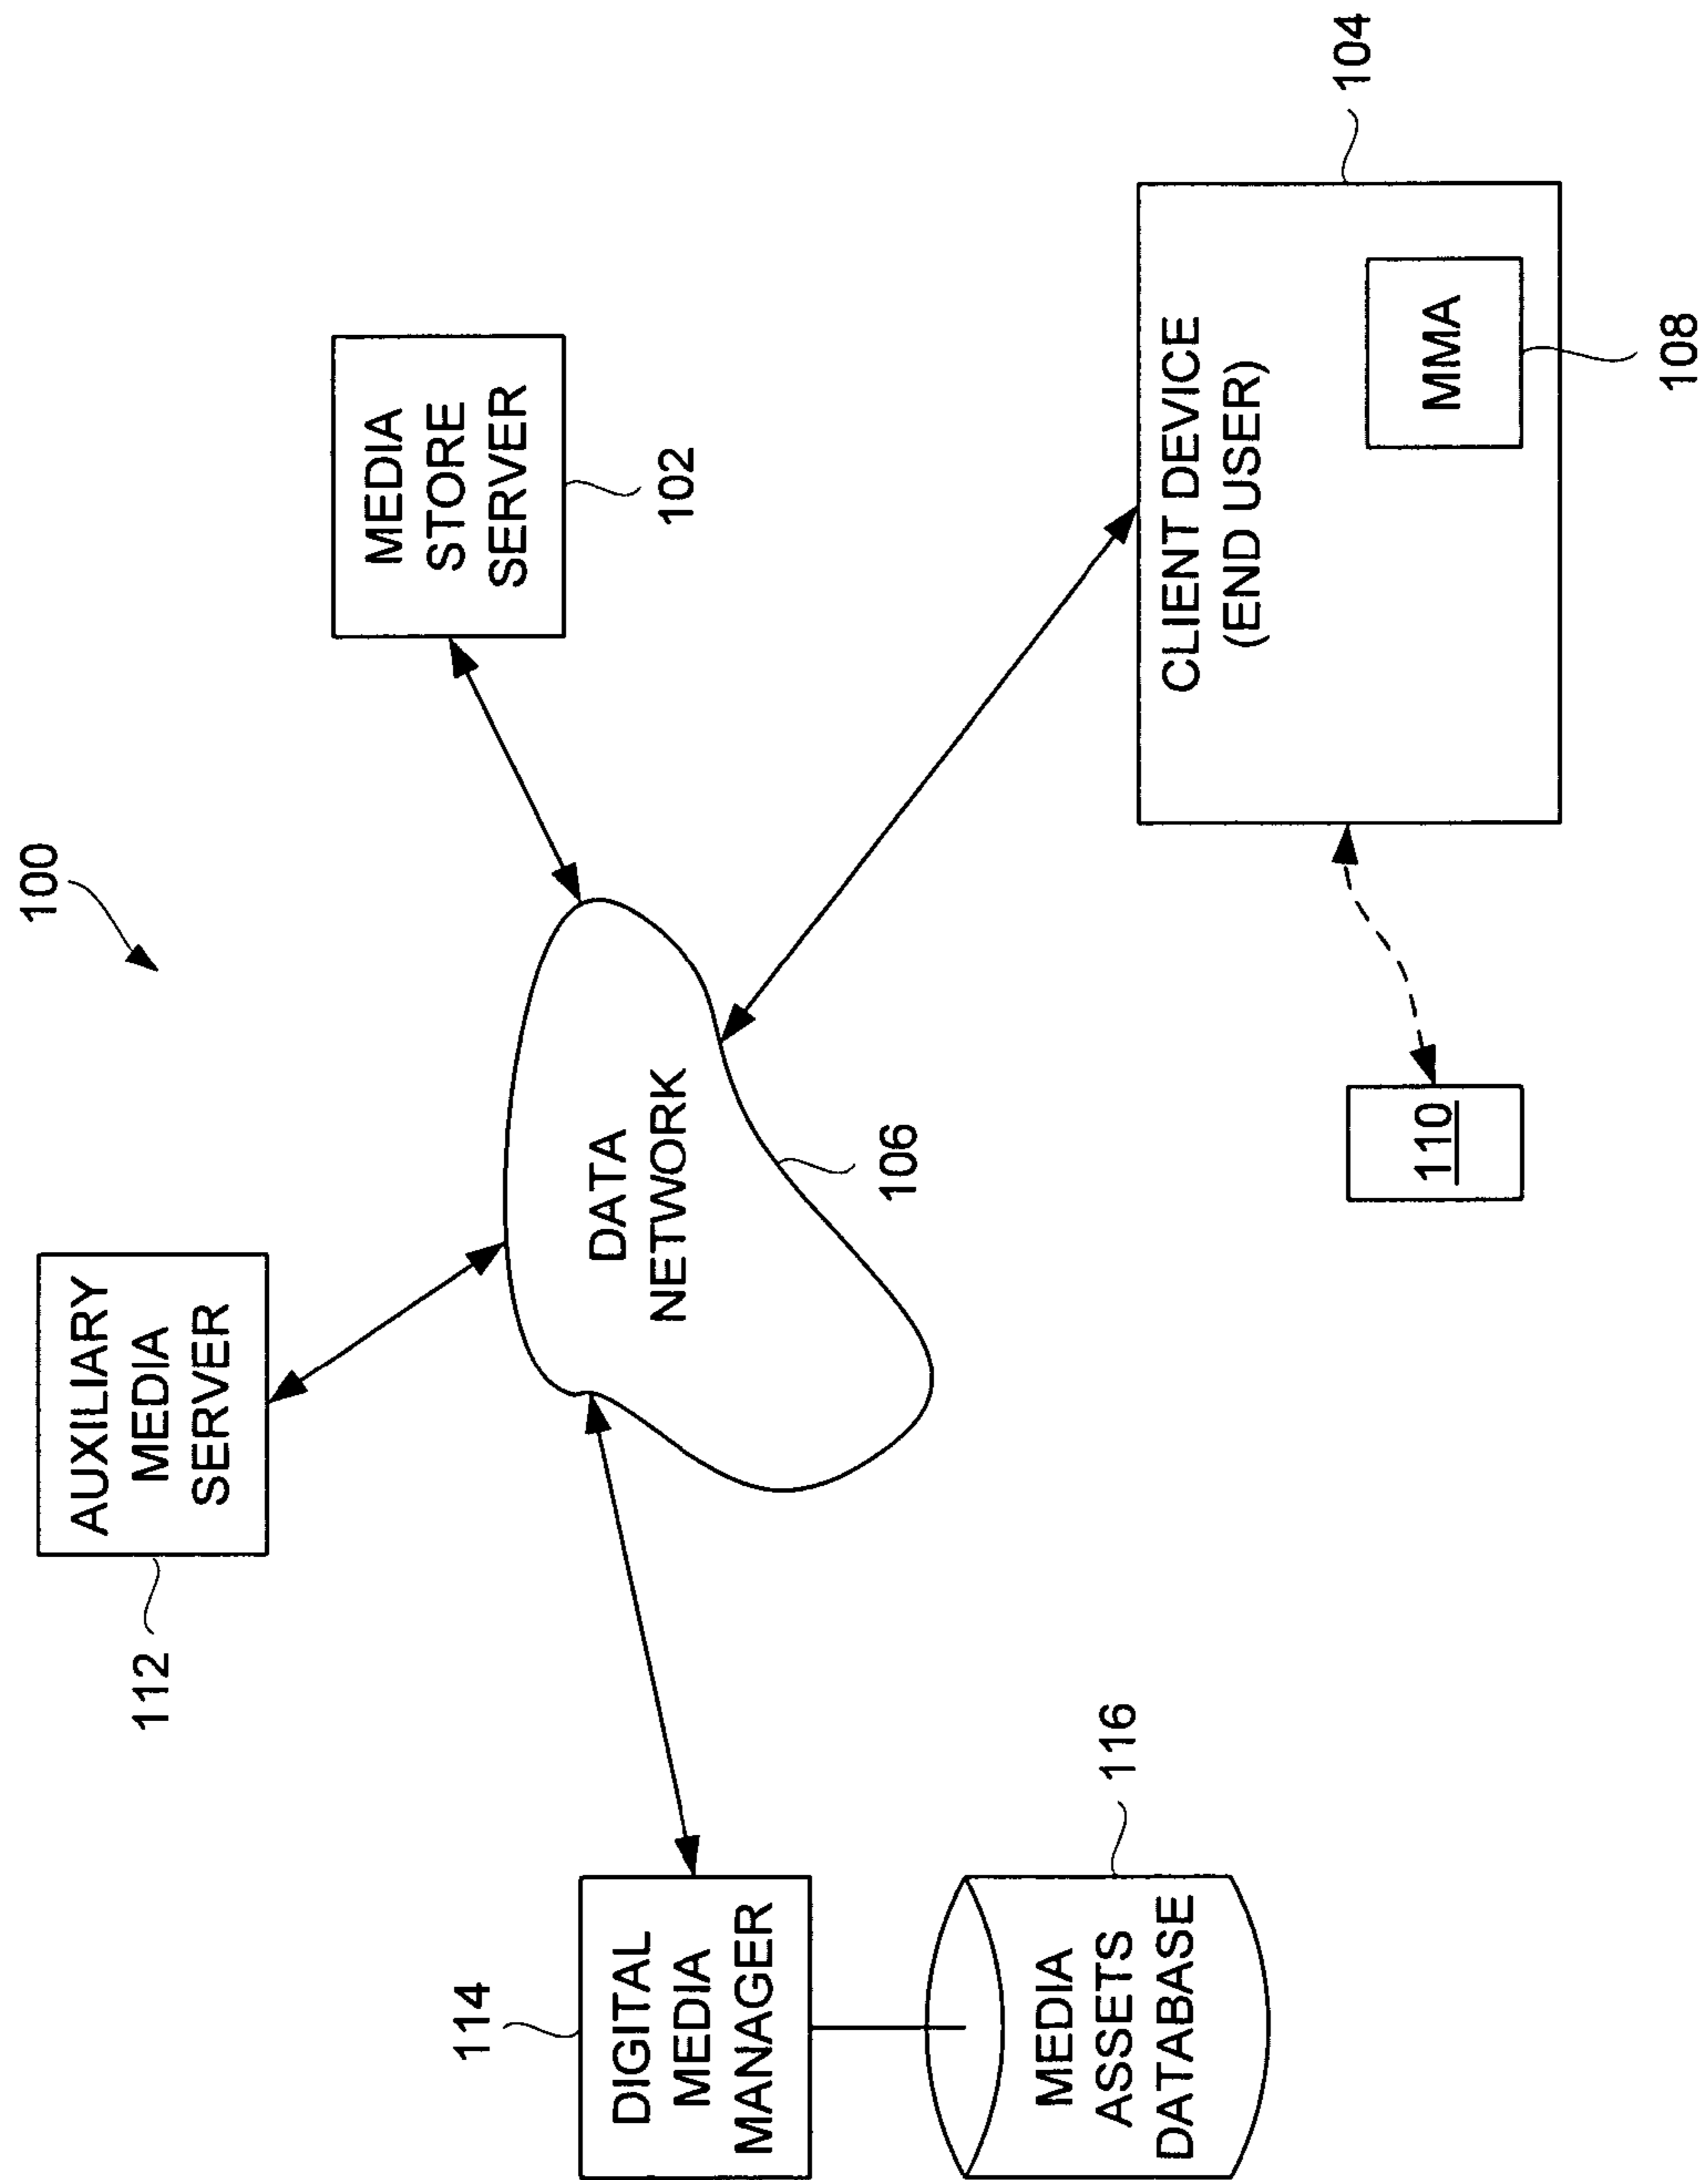 100
112
AUXILIARY
MEDIA
SERVER
MEDIA
STORE
SERVER
102
114
DIGITAL
MEDIA
MANAGER
DATA
NETWORK
106
MEDIA
ASSETS
DATABASE
116
110
CLIENT DEVICE
(END USER)
MMA
104
108